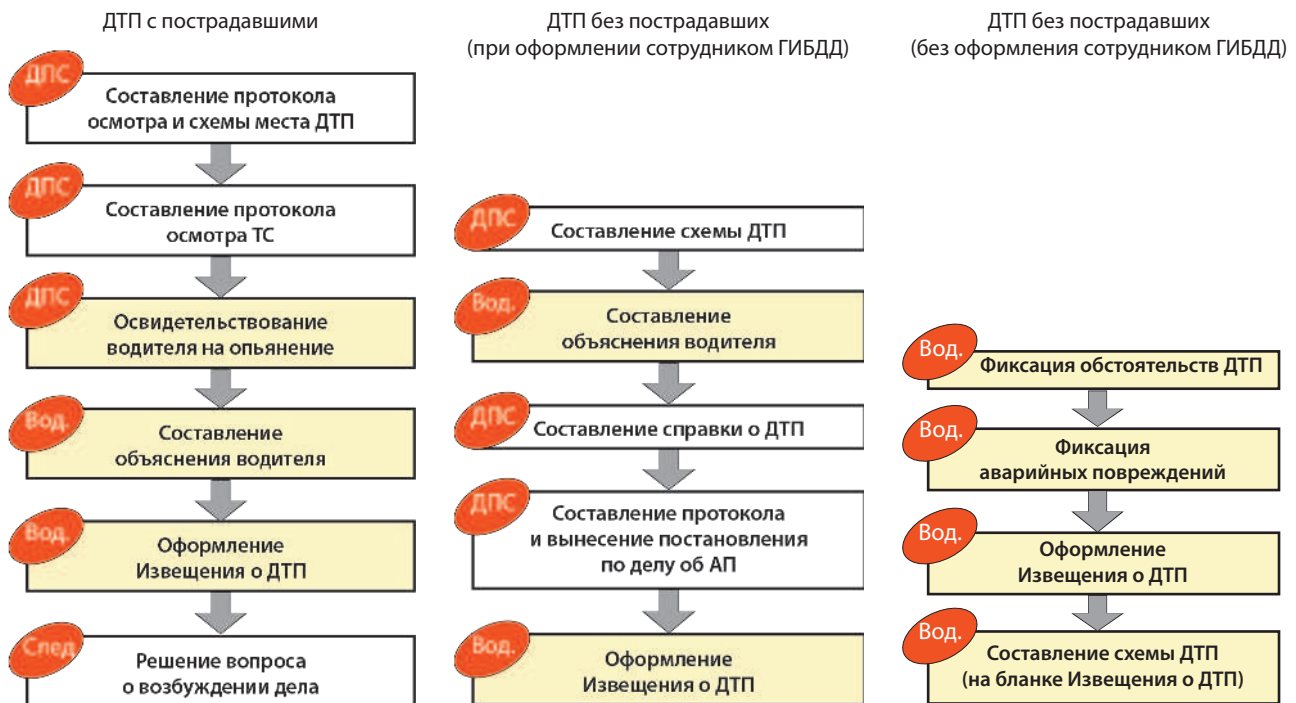 ДТП с пострадавшими
ДПС
Составление протокола
осмотра и схемы места ДТП
ДПС
Составление протокола
осмотра ТС
ДПС
Освидетельствование
водителя на опьянение
Вод.
Составление
объяснения водителя
Вод.
Оформление
Извещения о ДТП
След
Решение вопроса
о возбуждении дела
ДТП без пострадавших
(при оформлении сотрудником ГИБДД)
ДПС
Составление схемы ДТП
Вод.
Составление
объяснения водителя
ДПС
Составление справки о ДТП
ДПС
Составление протокола
и вынесение постановления
по делу об АП
Вод.
Оформление
Извещения о ДТП
ДТП без пострадавших
(без оформления сотрудником ГИБДД)
Вод.
Фиксация обстоятельств ДТП
Вод.
Фиксация
аварийных повреждений
Вод.
Оформление
Извещения о ДТП
Вод.
Составление схемы ДТП
(на бланке Извещения о ДТП)